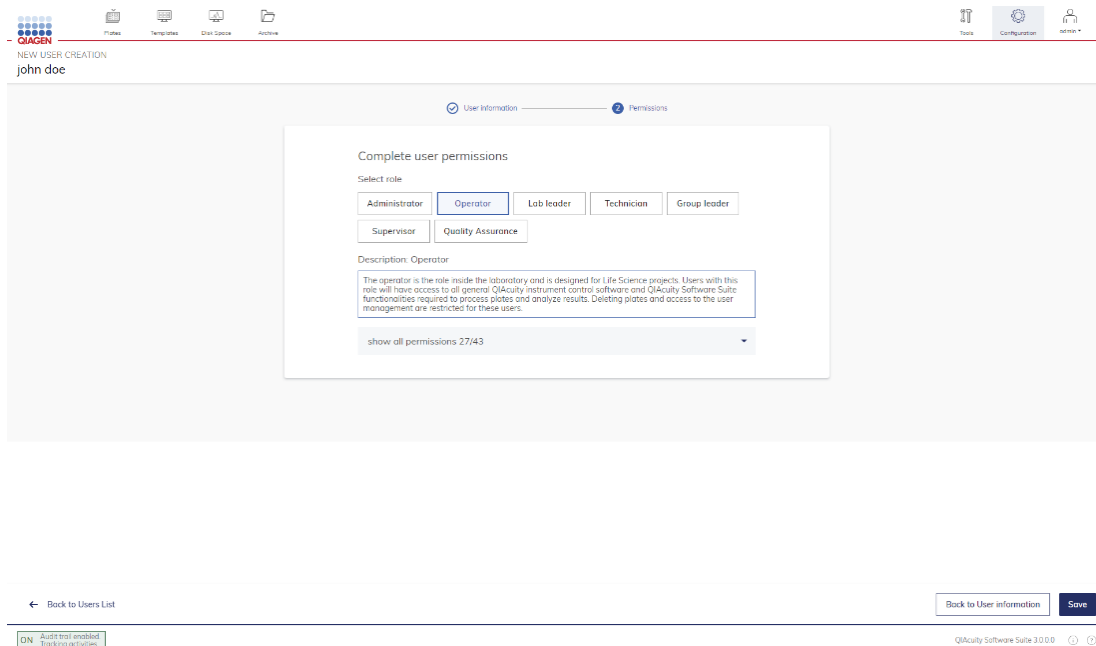 QIAGEN
Plates
Templates
Disk Space
Archive
Tools
Configuration
admin
NEW USER CREATION
john doe
User information
2 Permissions
Complete user permissions
Select role
Administrator
Operator
Lab leader
Technician
Group leader
Supervisor
Quality Assurance
Description: Operator
The operator is the role inside the laboratory and is designed for Life Science projects. Users with this
role will have access to all general QIAcuity instrument control software and QIAcuity Software Suite
functionalities required to process plates and analyze results. Deleting plates and access to the user
management are restricted for these users.
show all permissions 27/43
Back to Users List
Back to User information
Save
ON
Audit trail enabled
Tracking activities
QIAcuity Software Suite 3.0.0.0